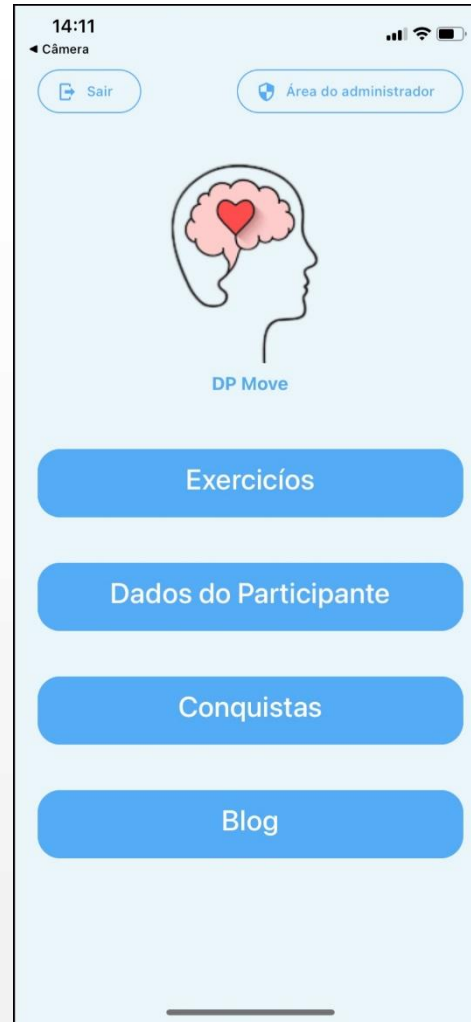 14:11
◀ Câmera
Sair
Área do administrador
DP Move
Exercicíos
Dados do Participante
Conquistas
Blog